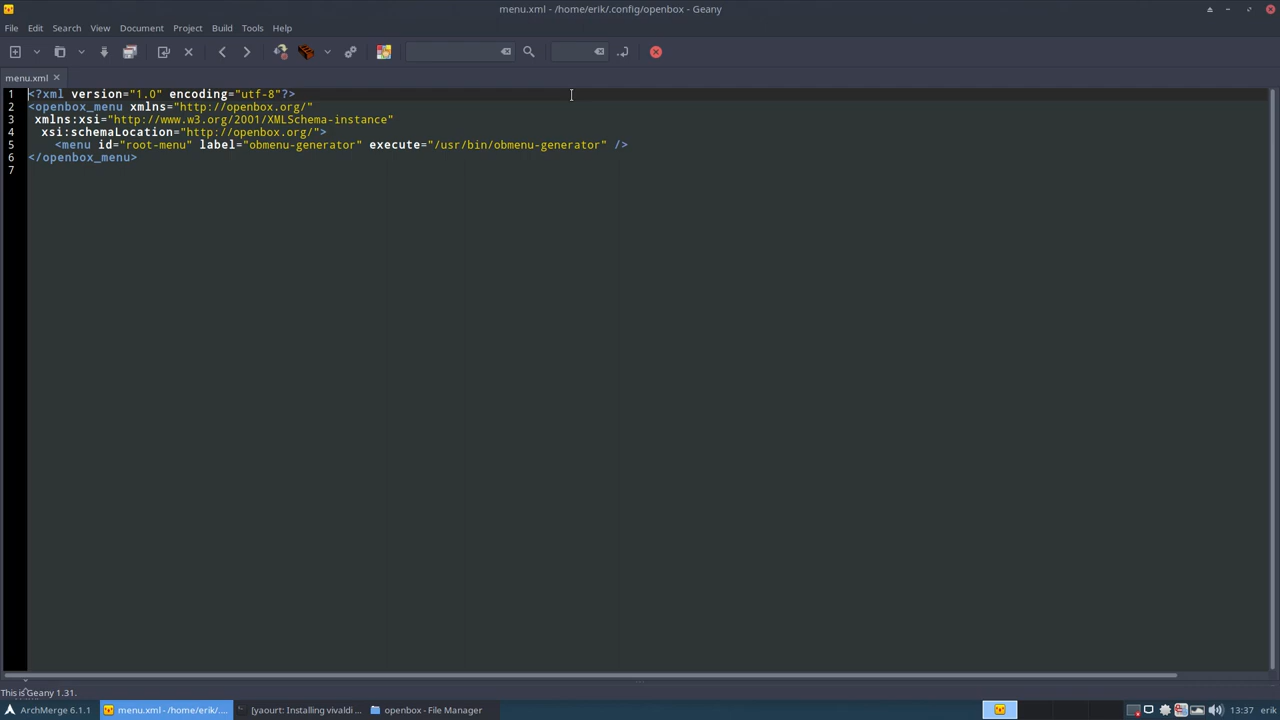 menu.xml - /home/erik/.config/openbox - Geany
File Edit Search View Document Project Build Tools Help
menu.xml
1 <?xml version="1.0" encoding="utf-8"?>
2 <openbox_menu xmlns="http://openbox.org/"
3 xmlns:xsi="http://www.w3.org/2001/XMLSchema-instance"
4 xsi:schemaLocation="http://openbox.org/">
5 <menu id="root-menu" label="obmenu-generator" execute="/usr/bin/obmenu-generator" />
6 </openbox_menu>
7
This is Geany 1.31.
ArchMerge 6.1.1 menu.xml - /home/erik/.... [yaourt: Installing vivaldi ... openbox - File Manager 13:37 erik